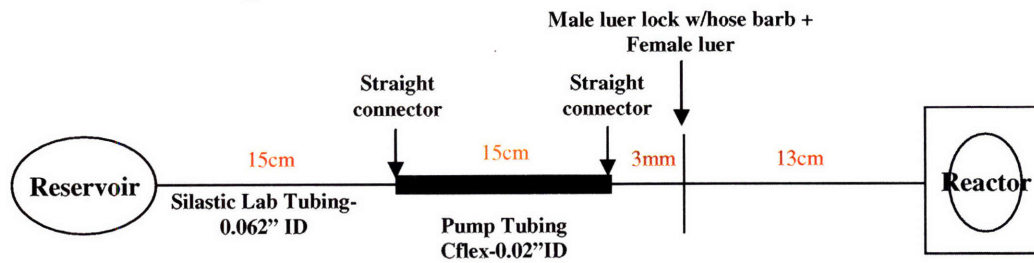 Male luer lock w/hose barb +
Female luer
Straight
connector
Straight
connector
15cm
15cm
3mm
13cm
Reservoir
Reactor
Silastic Lab Tubing-
0.062” ID
Pump Tubing
Cflex-0.02”ID